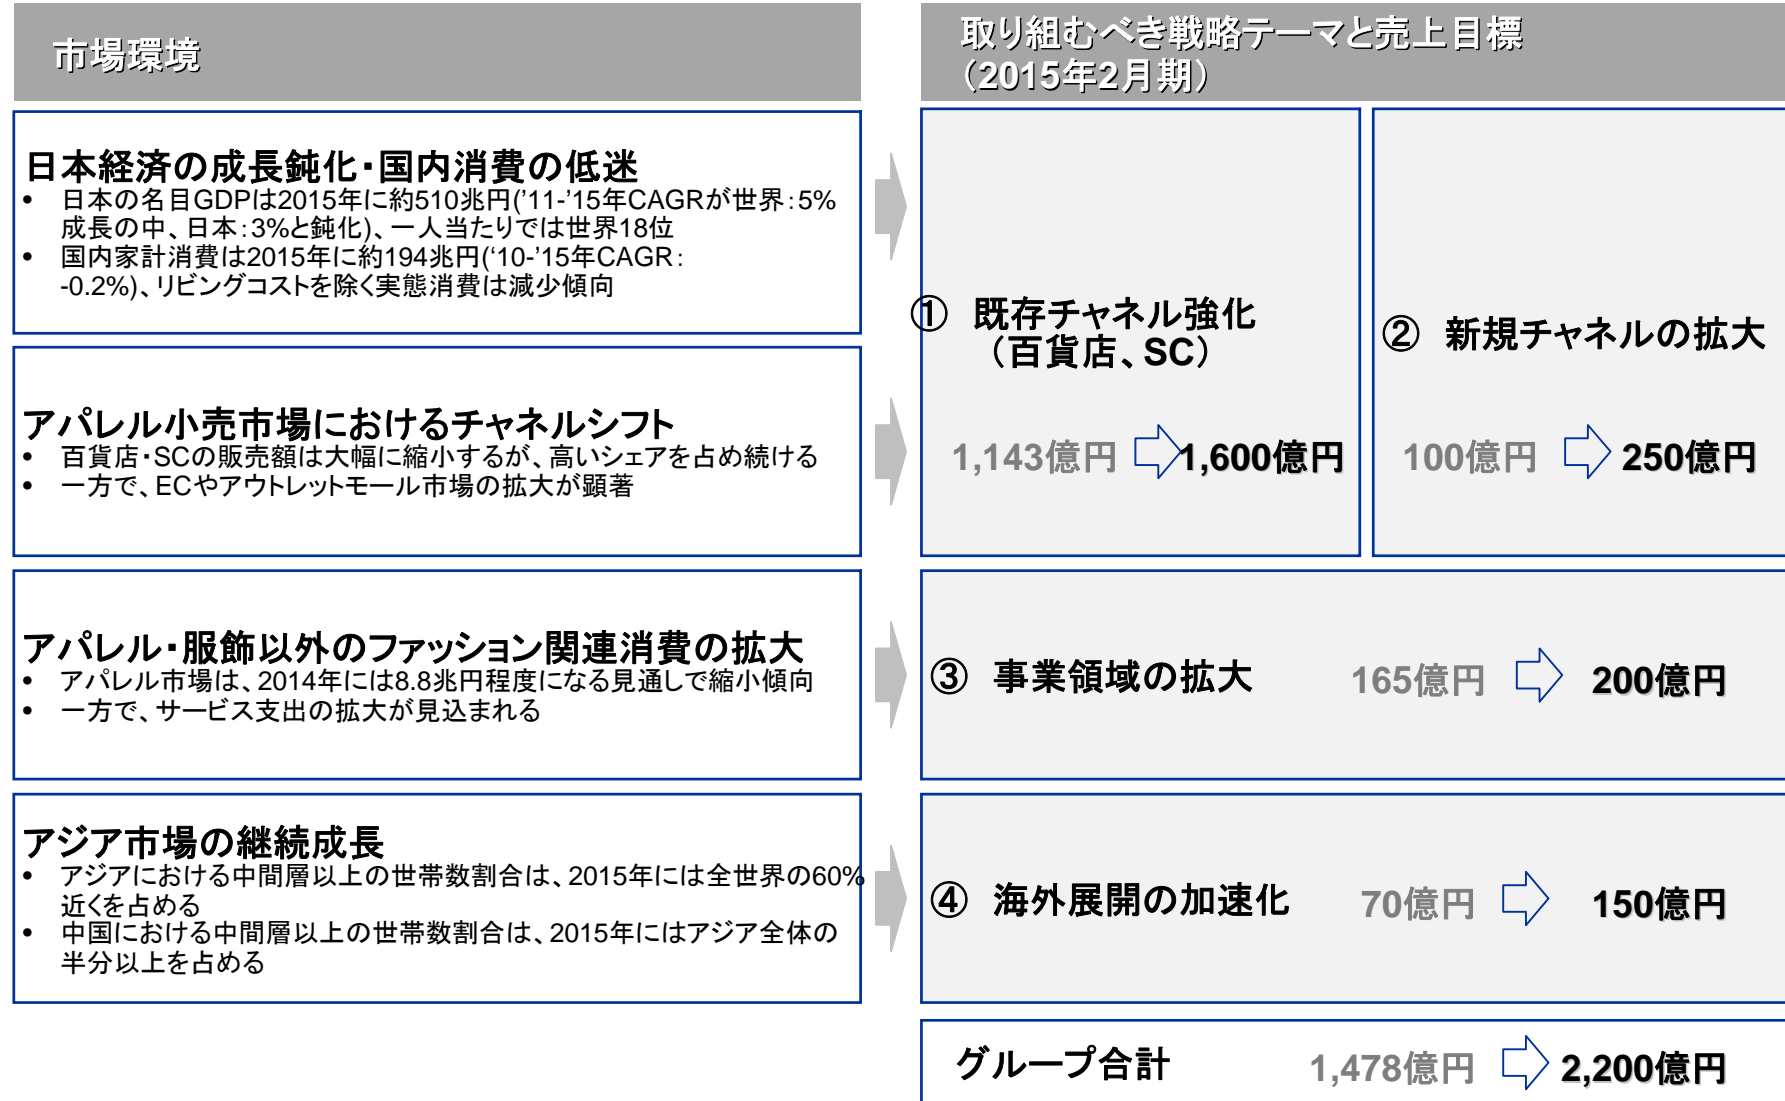 市場環境
取り組むべき戦略テーマと売上目標
（2015年2月期）
日本経済の成長鈍化・国内消費の低迷
• 日本の名目GDPは2015年に約510兆円('11-'15年CAGRが世界：5%
成長の中、日本：3%と鈍化)、一人当たりでは世界18位
• 国内家計消費は2015年に約194兆円('10-'15年CAGR：
-0.2%)、リビングコストを除く実態消費は減少傾向
アパレル小売市場におけるチャネルシフト
• 百貨店・SCの販売額は大幅に縮小するが、高いシェアを占め続ける
• 一方で、ECやアウトレットモール市場の拡大が顕著
① 既存チャネル強化
（百貨店、SC）
1,143億円 1,600億円
② 新規チャネルの拡大
100億円 250億円
アパレル・服飾以外のファッション関連消費の拡大
• アパレル市場は、2014年には8.8兆円程度になる見通しで縮小傾向
• 一方で、サービス支出の拡大が見込まれる
③ 事業領域の拡大 165億円 200億円
アジア市場の継続成長
• アジアにおける中間層以上の世帯数割合は、2015年には全世界の60%
近くを占める
• 中国における中間層以上の世帯数割合は、2015年にはアジア全体の
半分以上を占める
④ 海外展開の加速化 70億円 150億円
グループ合計 1,478億円 2,200億円